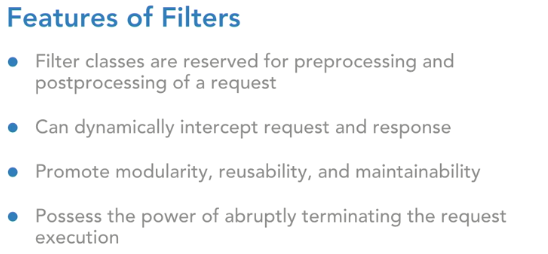 Features of Filters
• Filter classes are reserved for preprocessing and
postprocessing of a request
• Can dynamically intercept request and response
• Promote modularity, reusability, and maintainability
• Possess the power of abruptly terminating the request
execution